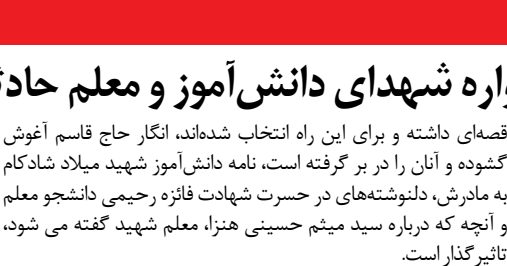 شهدای دانش‌آموز و معلم
قصه‌ای داشته و برای این راه انتخاب شده‌اند، انگار حاج قاسم آغوش
گشوده و آنان را در بر گرفته است، نامه دانش‌آموز شهید میلاد شادکام
به مادرش، دلنوشته‌های در حسرت شهادت فائزه رحیمی دانشجو معلم
و آنچه که درباره سید میثم حسینی هنزا، معلم شهید گفته می شود،
تاثیرگذار است.